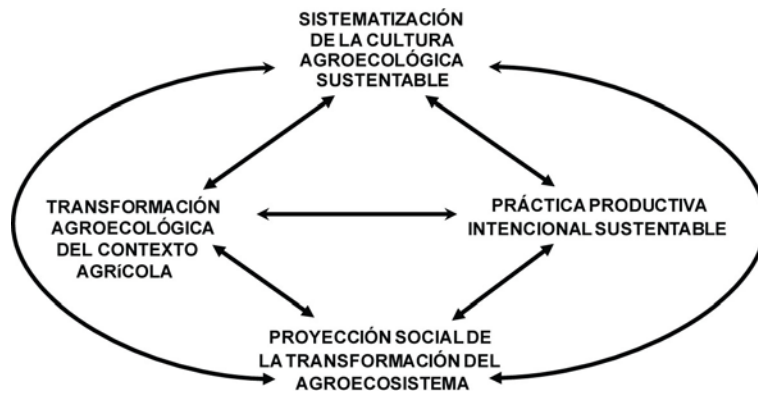 SISTEMATIZACIÓN
DE LA CULTURA
AGROECOLÓGICA
SUSTENTABLE
TRANSFORMACIÓN
AGROECOLÓGICA
DEL CONTEXTO
AGRíCOLA
PRÁCTICA PRODUCTIVA
INTENCIONAL SUSTENTABLE
PROYECCIÓN SOCIAL DE
LA TRANSFORMACIÓN DEL
AGROECOSISTEMA